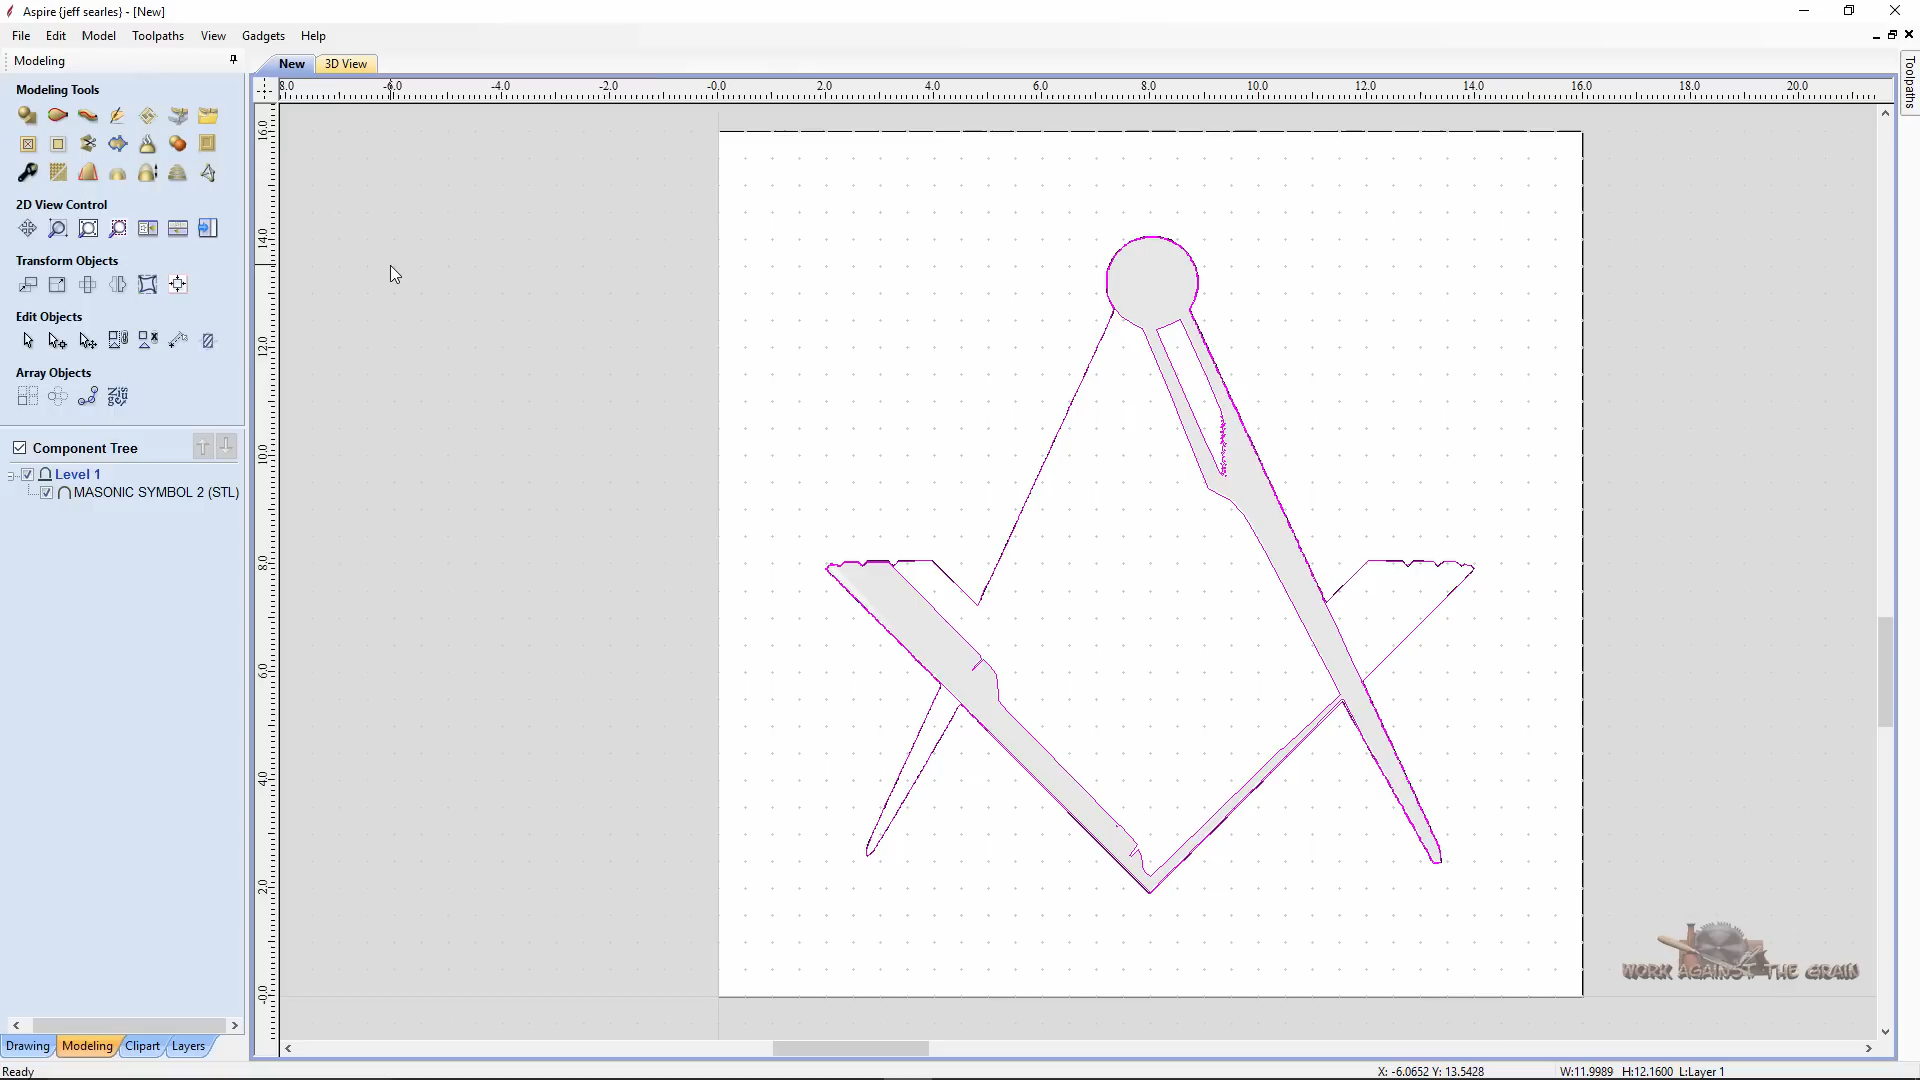 Aspire {jeff searles} - [New]
File Edit Model Toolpaths View Gadgets Help
Modeling
New 3D View
Toolpaths
Modeling Tools
8.0 -6.0 -4.0 -2.0 -0.0 2.0 4.0 6.0 8.0 10.0 12.0 14.0 16.0 18.0 20.0
16.0
14.0
12.0
10.0
8.0
6.0
4.0
2.0
-0.0
2D View Control
Transform Objects
Edit Objects
Array Objects
Component Tree
Level 1
MASONIC SYMBOL 2 (STL)
WORK AGAINST THE GRAIN
Drawing Modeling Clipart Layers
Ready
X: -6.0652 Y: 13.5428 W:11.9989 H:12.1600 L:Layer 1